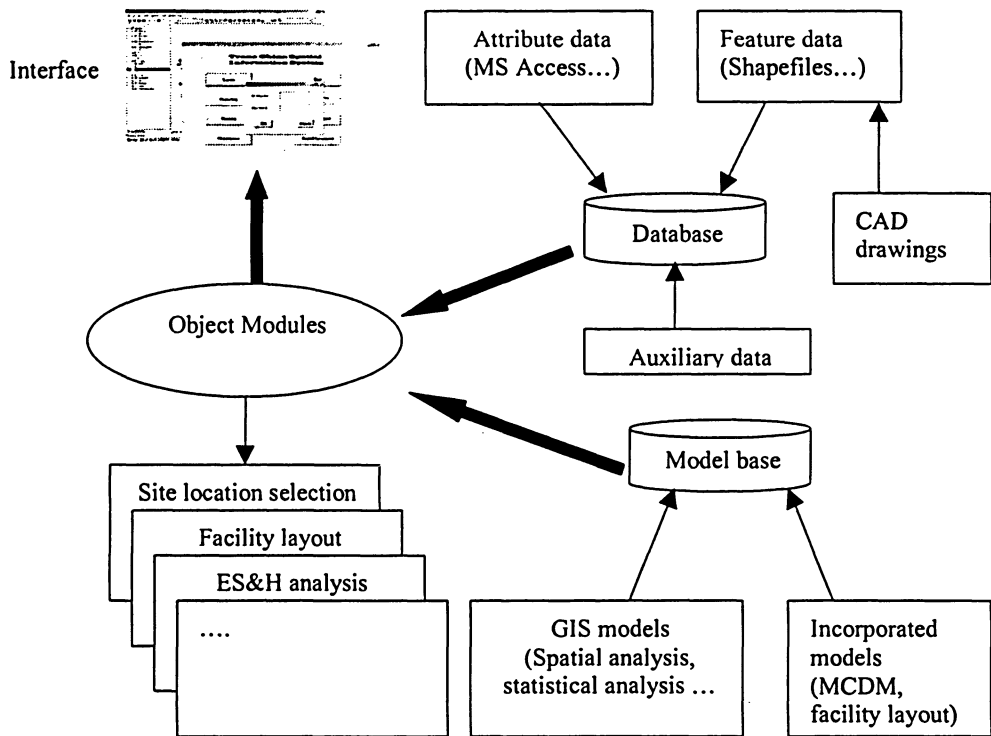 Interface
Attribute data
(MS Access…)
Feature data
(Shapefiles…)
CAD
drawings
Database
Auxiliary data
Object Modules
Model base
Site location selection
Facility layout
ES&H analysis
….
GIS models
(Spatial analysis,
statistical analysis …
Incorporated
models
(MCDM,
facility layout)